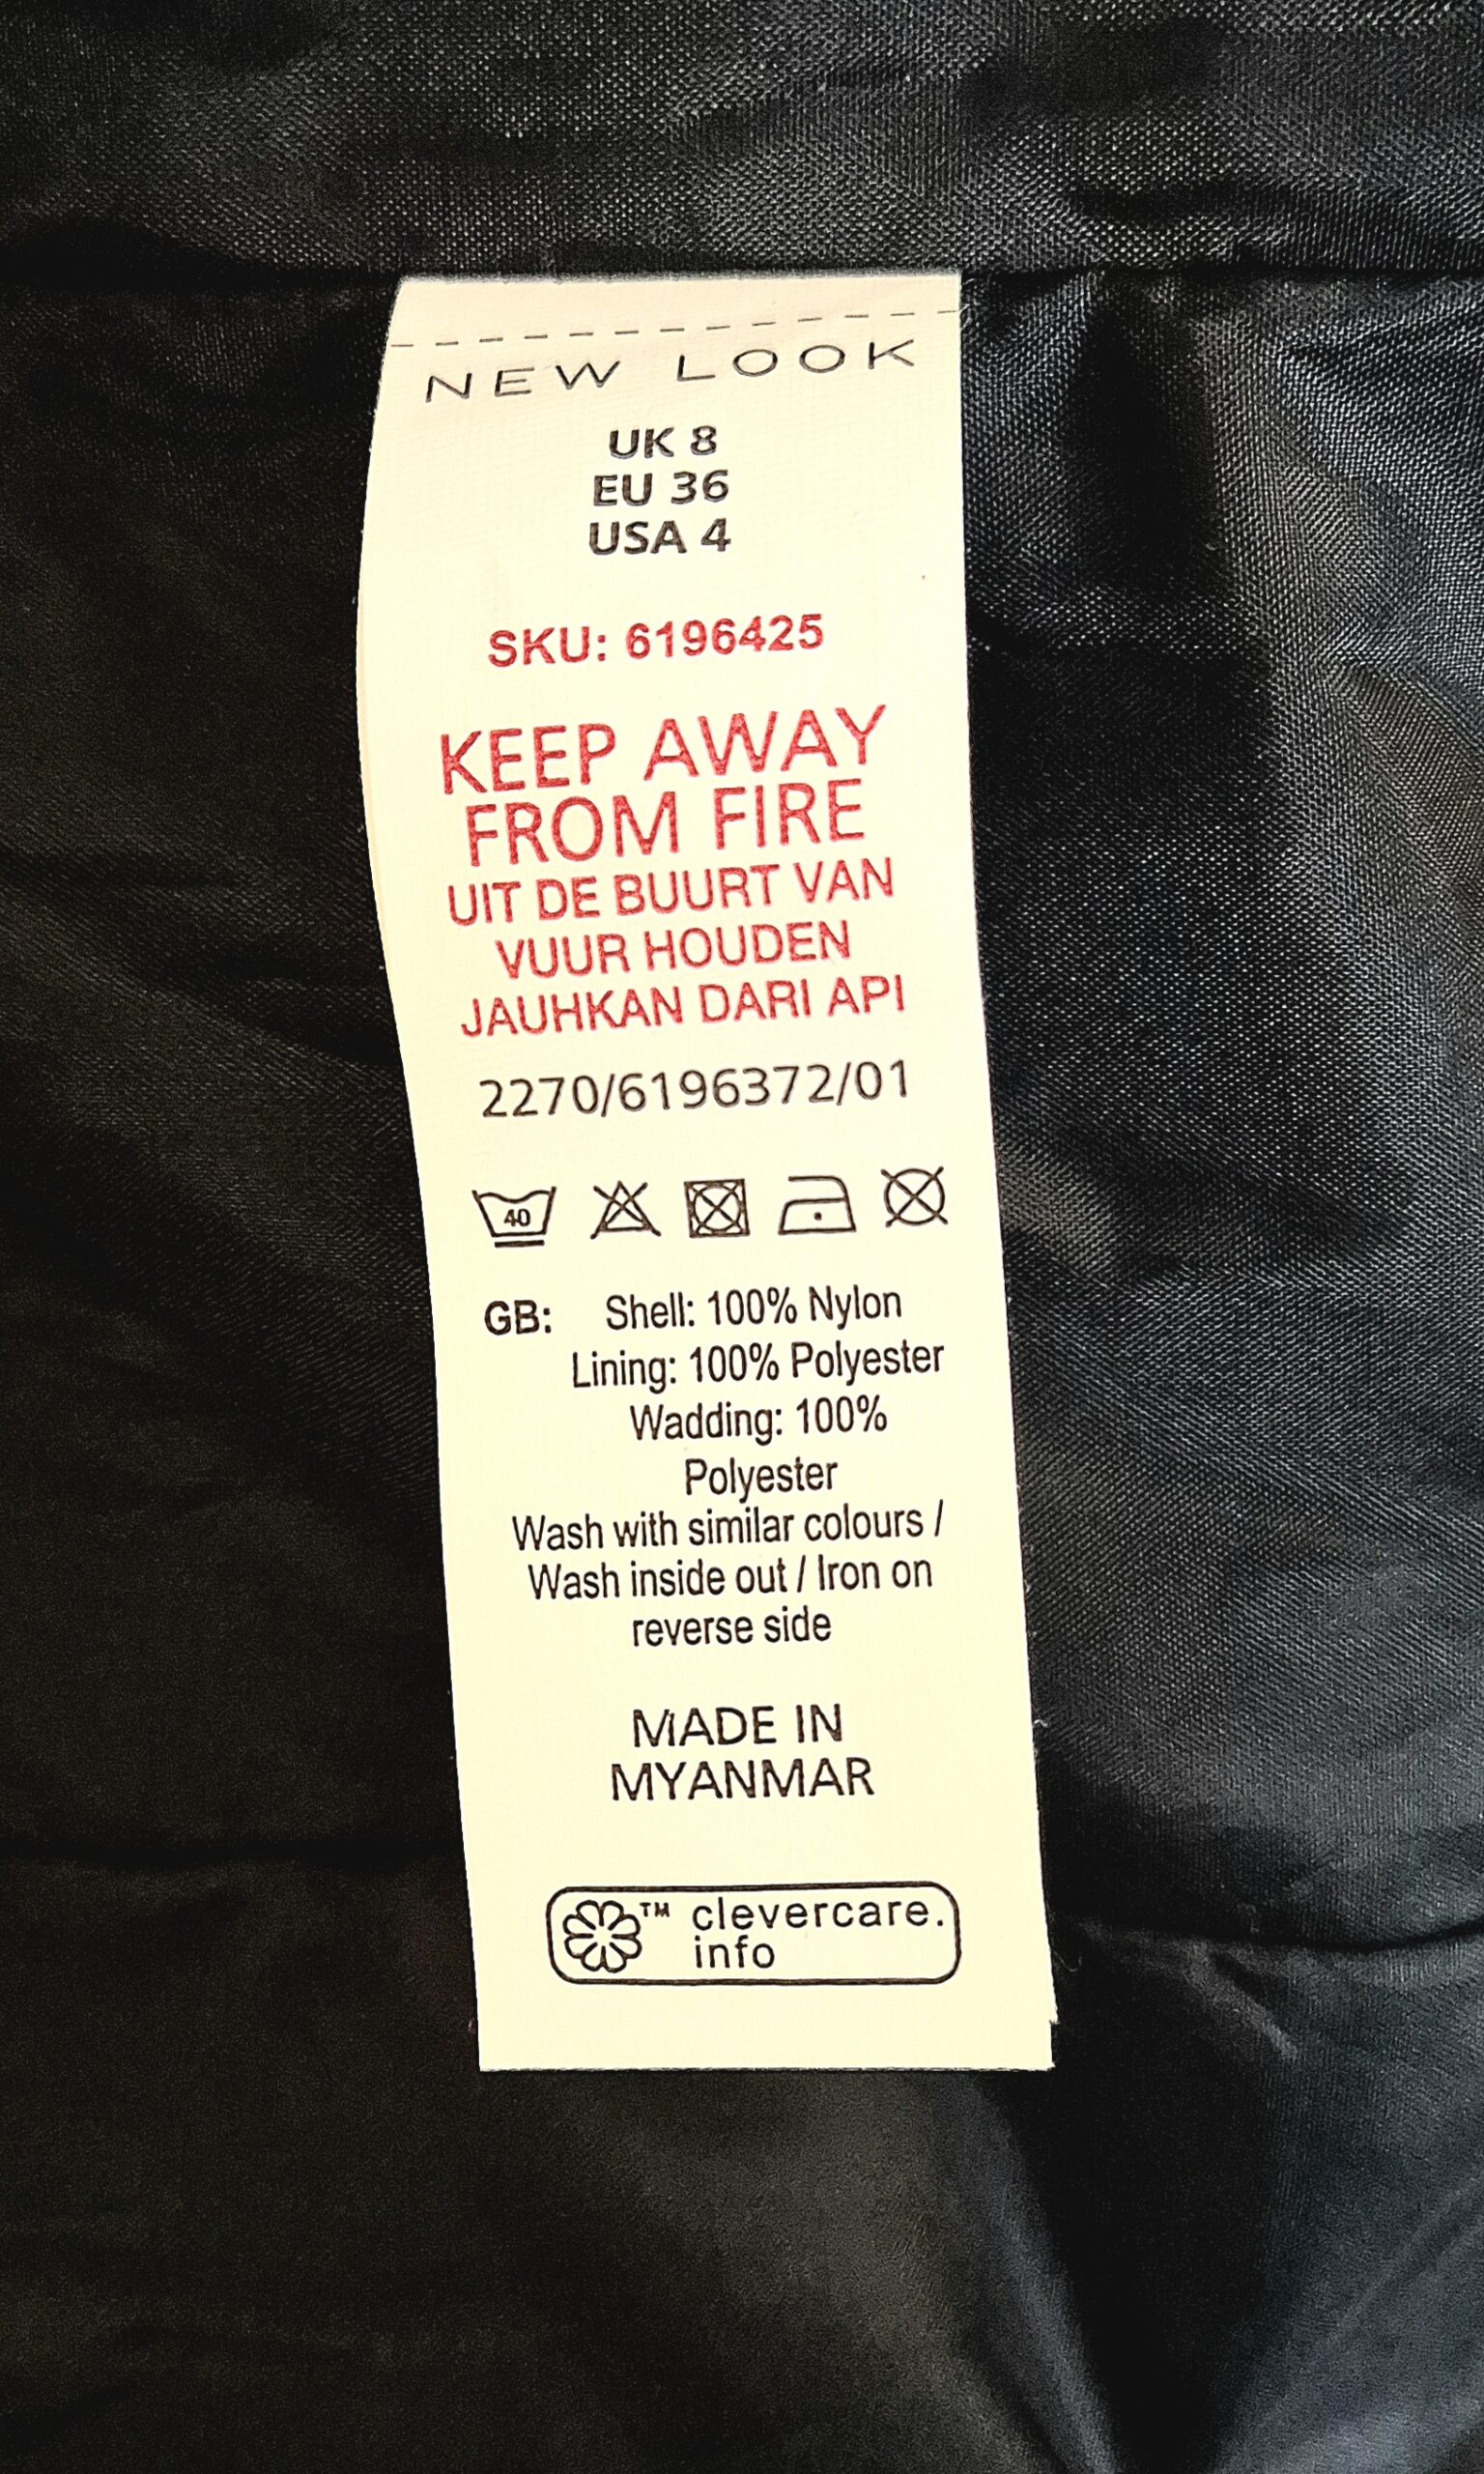 NEW LOOK
UK 8
EU 36
USA 4
SKU: 6196425
KEEP AWAY
FROM FIRE
UIT DE BUURT VAN
VUUR HOUDEN
JAUHKAN DARI API
2270/6196372/01
40
GB: Shell: 100% Nylon
Lining: 100% Polyester
Wadding: 100%
Polyester
Wash with similar colours /
Wash inside out / Iron on
reverse side
MADE IN
MYANMAR
™ clevercare.
info